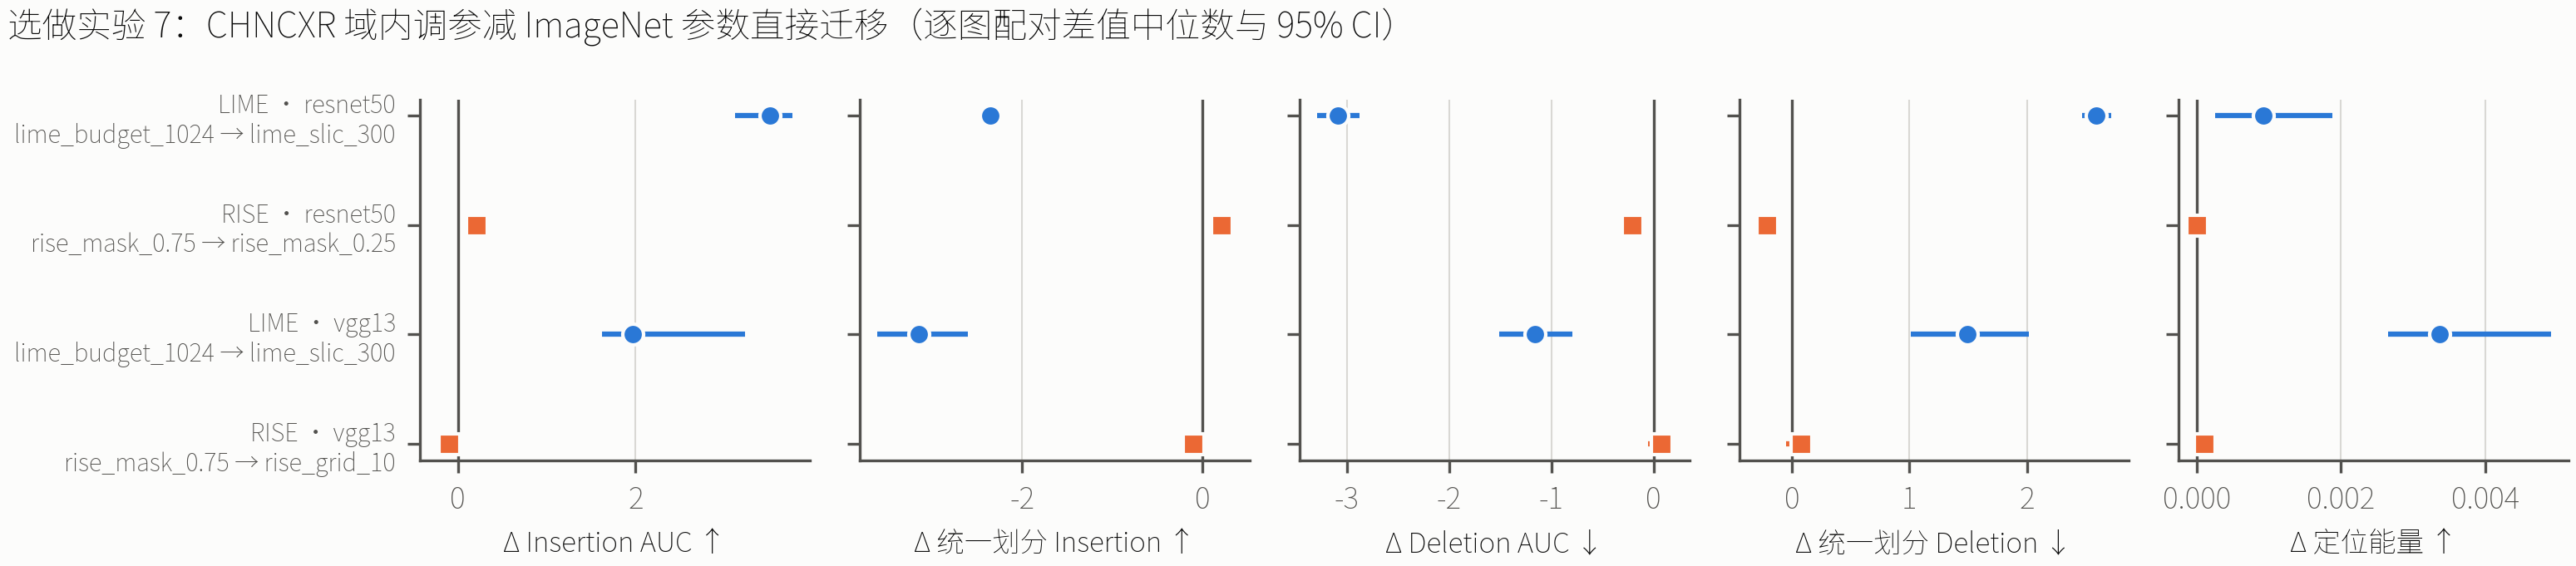 选做实验 7：CHNCXR 域内调参减 ImageNet 参数直接迁移（逐图配对差值中位数与 95% CI）
LIME · resnet50
lime_budget_1024 → lime_slic_300
RISE · resnet50
rise_mask_0.75 → rise_mask_0.25
LIME · vgg13
lime_budget_1024 → lime_slic_300
RISE · vgg13
rise_mask_0.75 → rise_grid_10
0 2
Δ Insertion AUC ↑
-2 0
Δ 统一划分 Insertion ↑
-3 -2 -1 0
Δ Deletion AUC ↓
0 1 2
Δ 统一划分 Deletion ↓
0.000 0.002 0.004
Δ 定位能量 ↑